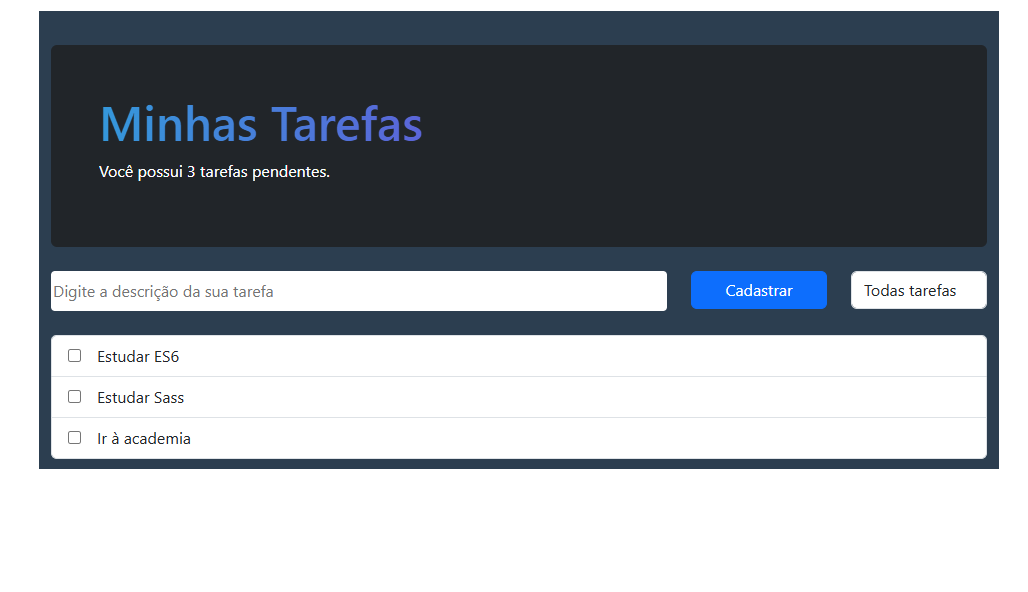 Minhas Tarefas
Você possui 3 tarefas pendentes.
Digite a descrição da sua tarefa
Cadastrar
Todas tarefas
Estudar ES6
Estudar Sass
Ir à academia